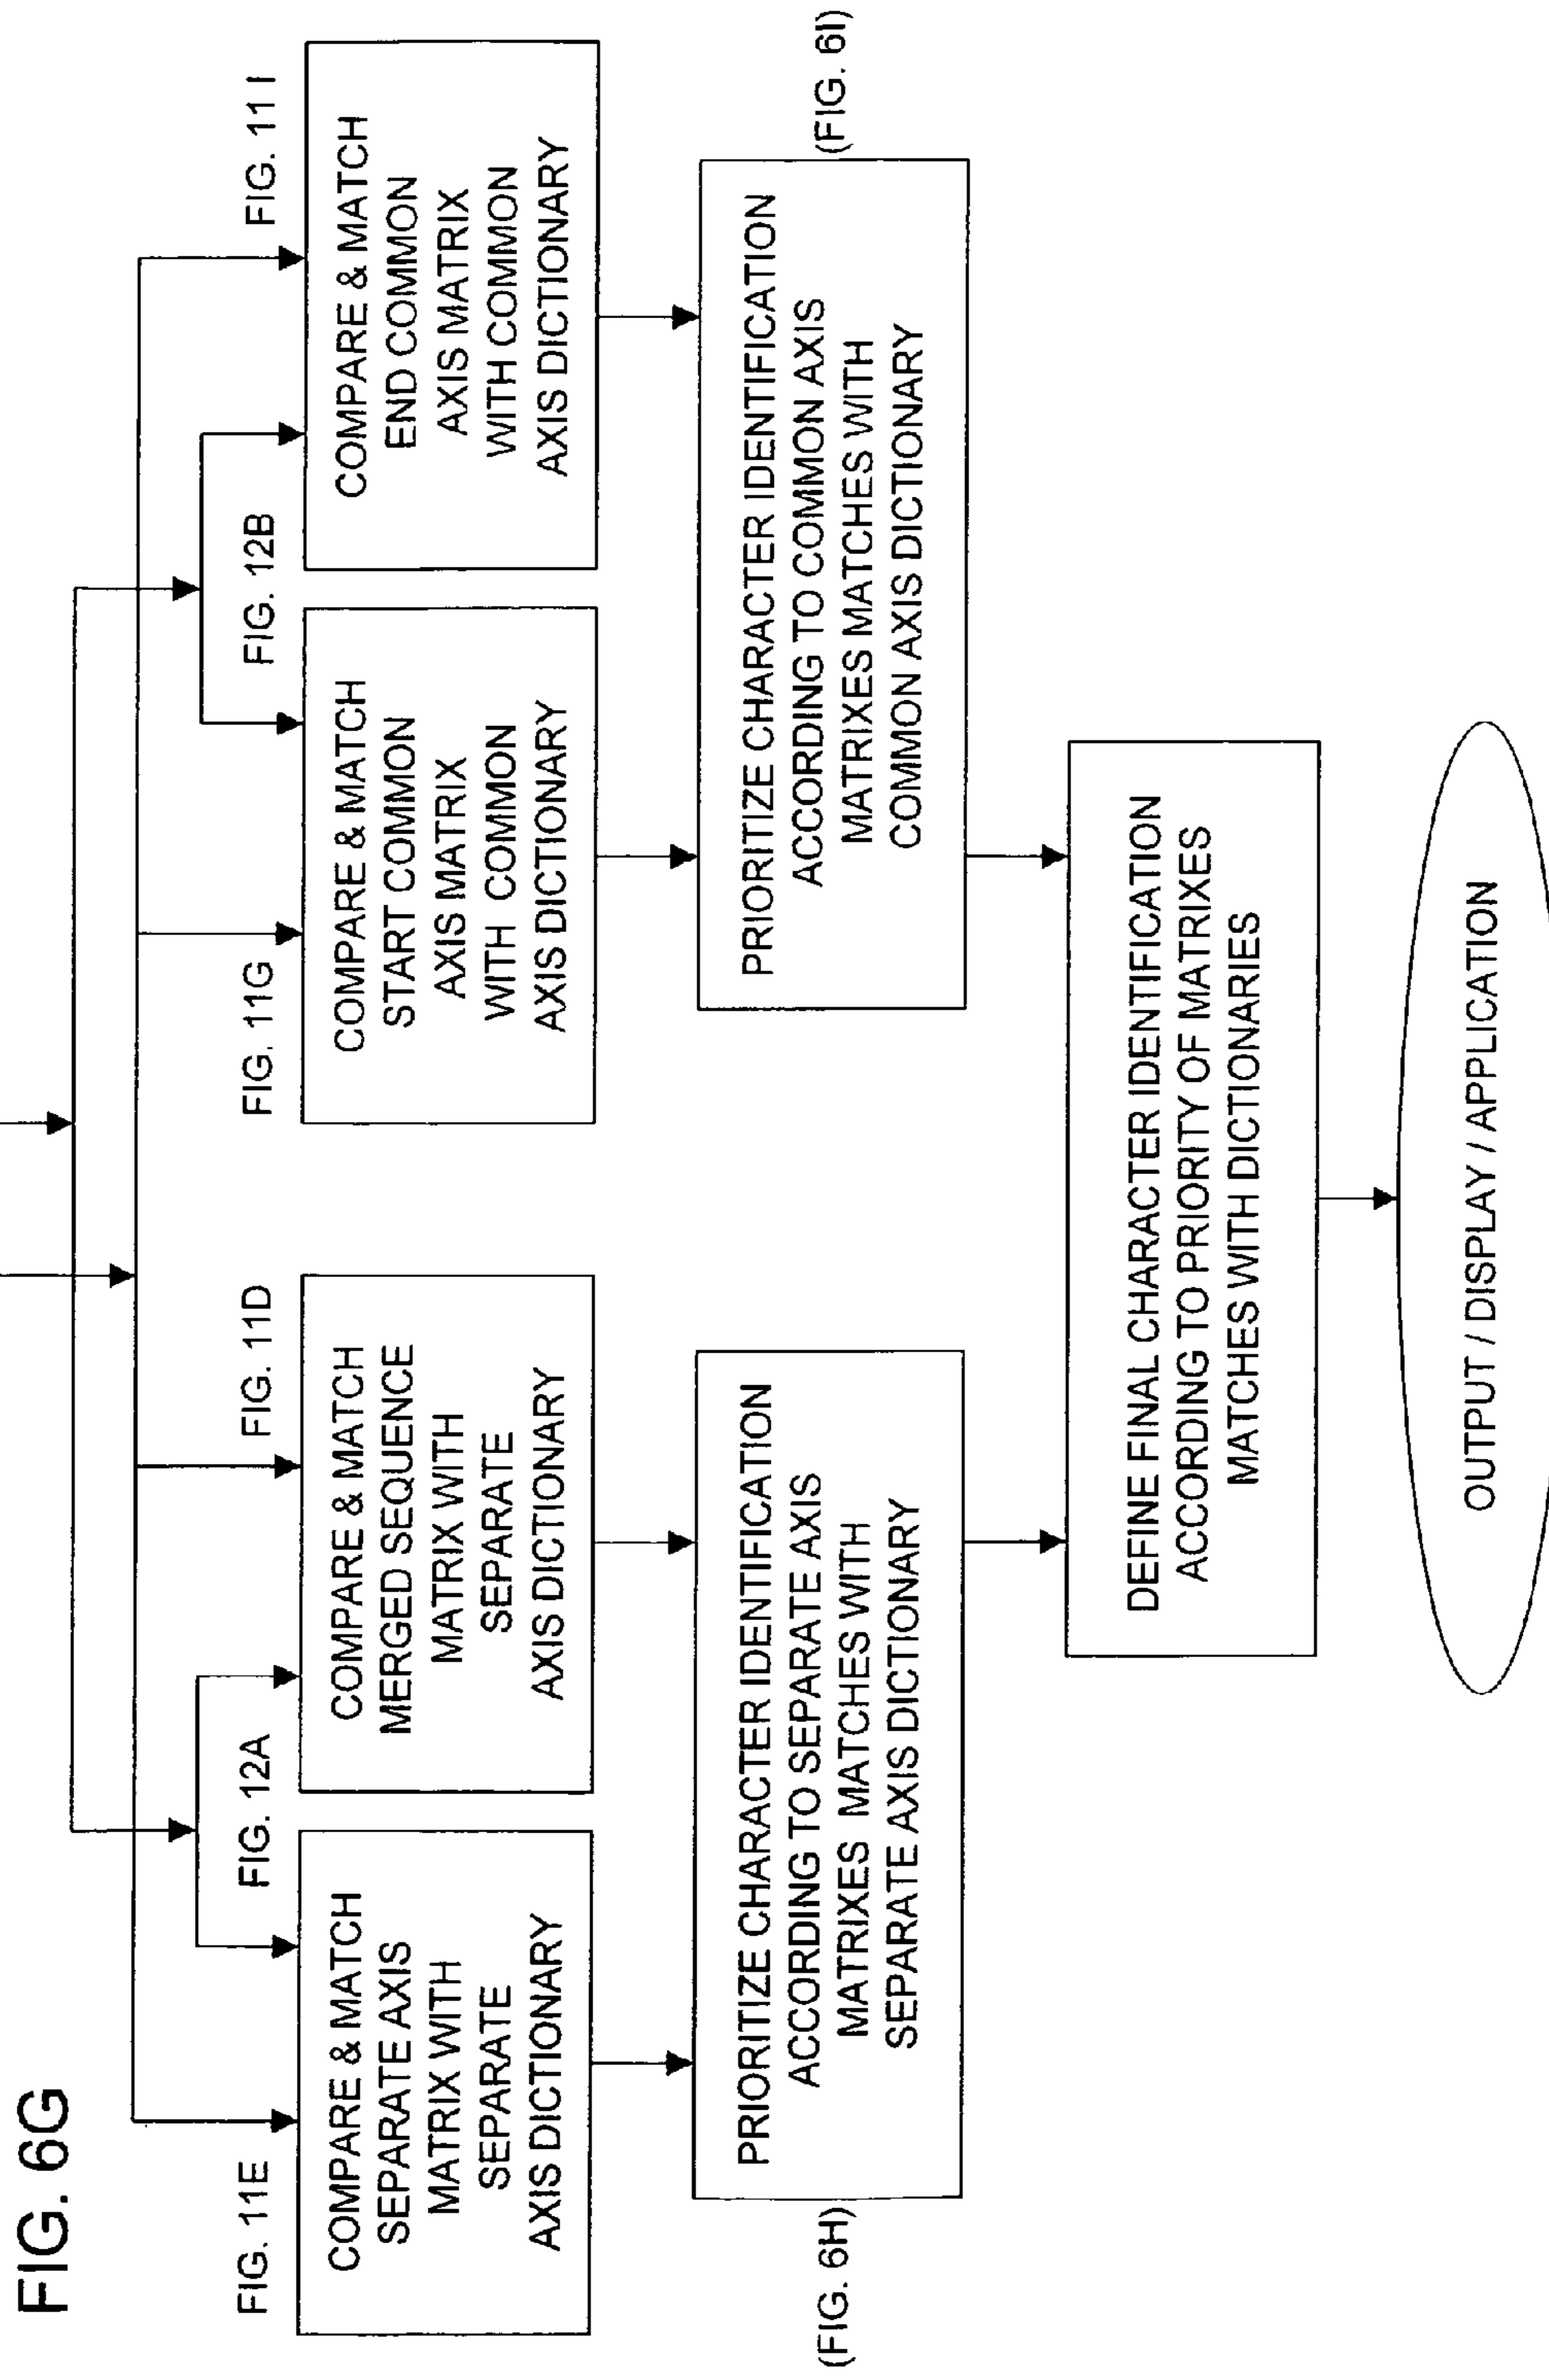 FIG. 6G
FIG. 11E
FIG. 12A
FIG. 11D
FIG. 11G
FIG. 12B
FIG. 11 I
COMPARE & MATCH
SEPARATE AXIS
MATRIX WITH
SEPARATE
AXIS DICTIONARY
COMPARE & MATCH
MERGED SEQUENCE
MATRIX WITH
SEPARATE
AXIS DICTIONARY
COMPARE & MATCH
START COMMON
AXIS MATRIX
WITH COMMON
AXIS DICTIONARY
COMPARE & MATCH
END COMMON
AXIS MATRIX
WITH COMMON
AXIS DICTIONARY
(FIG. 6H)
PRIORITIZE CHARACTER IDENTIFICATION
ACCORDING TO SEPARATE AXIS
MATRIXES MATCHES WITH
SEPARATE AXIS DICTIONARY
PRIORITIZE CHARACTER IDENTIFICATION
ACCORDING TO COMMON AXIS
MATRIXES MATCHES WITH
COMMON AXIS DICTIONARY
(FIG. 6I)
DEFINE FINAL CHARACTER IDENTIFICATION
ACCORDING TO PRIORITY OF MATRIXES
MATCHES WITH DICTIONARIES
OUTPUT / DISPLAY / APPLICATION